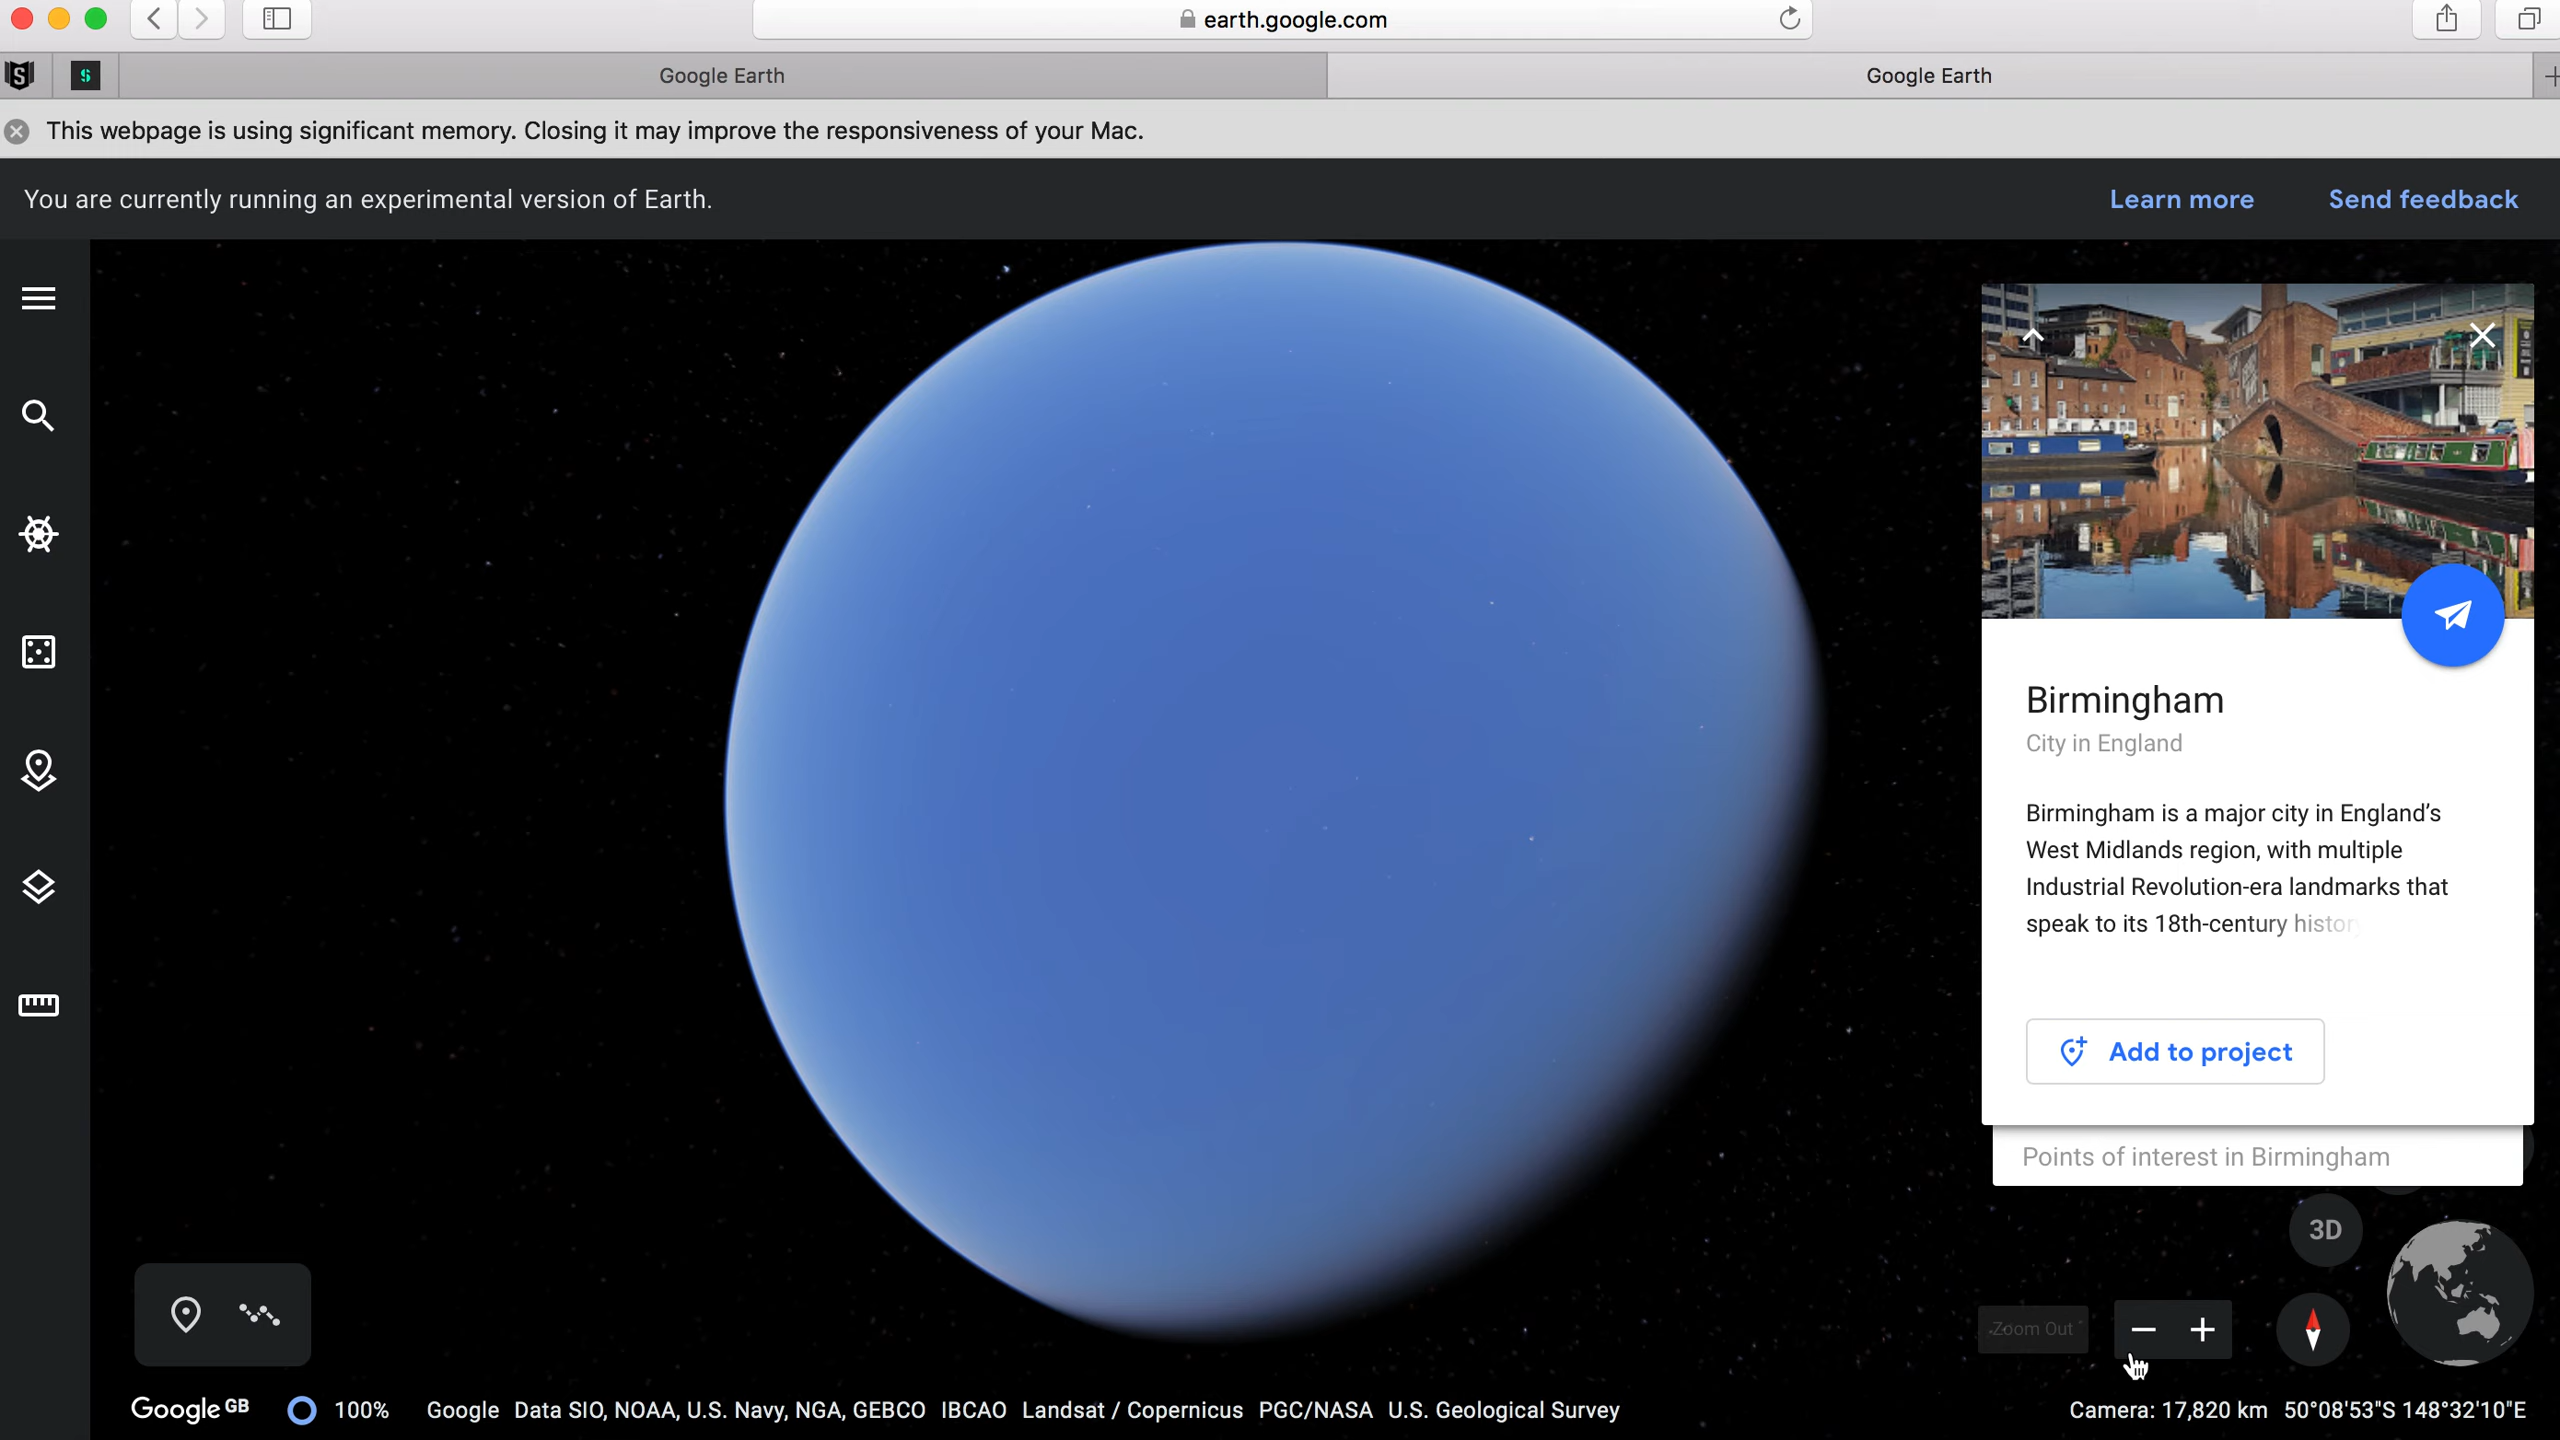 earth.google.com
Google Earth
Google Earth
This webpage is using significant memory. Closing it may improve the responsiveness of your Mac.
You are currently running an experimental version of Earth.
Learn more
Send feedback
Birmingham
City in England
Birmingham is a major city in England's
West Midlands region, with multiple
Industrial Revolution-era landmarks that
speak to its 18th-century histor
Add to project
Points of interest in Birmingham
3D
Zoom Out
Google GB
100%
Google Data SIO, NOAA, U.S. Navy, NGA, GEBCO IBCAO Landsat / Copernicus PGC/NASA U.S. Geological Survey
Camera: 17,820 km 50°08'53"S 148°32'10"E